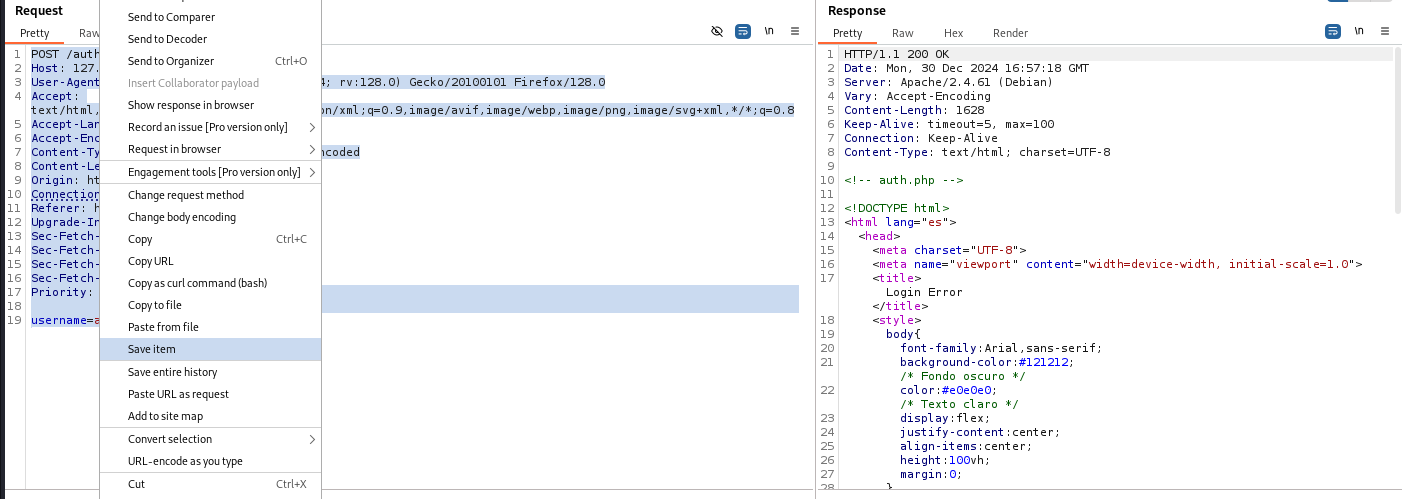 Request
Pretty Raw
1 POST /auth
2 Host: 127.
3 User-Agent 4; rv:128.0) Gecko/20100101 Firefox/128.0
4 Accept:
text/html, on/xml;q=0.9,image/avif,image/webp,image/png,image/svg+xml,*/*;q=0.8
5 Accept-Lan
6 Accept-Enc
7 Content-Ty ncoded
8 Content-Le
9 Origin: ht
10 Connection
11 Referer: h
12 Upgrade-In
13 Sec-Fetch-
14 Sec-Fetch-
15 Sec-Fetch-
16 Sec-Fetch-
17 Priority:
18
19 username=a
Send to Comparer
Send to Decoder
Send to Organizer Ctrl+O
Insert Collaborator payload
Show response in browser
Record an issue [Pro version only]
Request in browser
Engagement tools [Pro version only]
Change request method
Change body encoding
Copy Ctrl+C
Copy URL
Copy as curl command (bash)
Copy to file
Paste from file
Save item
Save entire history
Paste URL as request
Add to site map
Convert selection
URL-encode as you type
Cut Ctrl+X
\n
Response
Pretty Raw Hex Render
\n
1 HTTP/1.1 200 OK
2 Date: Mon, 30 Dec 2024 16:57:18 GMT
3 Server: Apache/2.4.61 (Debian)
4 Vary: Accept-Encoding
5 Content-Length: 1628
6 Keep-Alive: timeout=5, max=100
7 Connection: Keep-Alive
8 Content-Type: text/html; charset=UTF-8
9
10 <!-- auth.php -->
11
12 <!DOCTYPE html>
13 <html lang="es">
14 <head>
15 <meta charset="UTF-8">
16 <meta name="viewport" content="width=device-width, initial-scale=1.0">
17 <title>
Login Error
</title>
18 <style>
19 body{
20 font-family:Arial,sans-serif;
21 background-color:#121212;
/* Fondo oscuro */
22 color:#e0e0e0;
/* Texto claro */
23 display:flex;
24 justify-content:center;
25 align-items:center;
26 height:100vh;
27 margin:0;
28 }